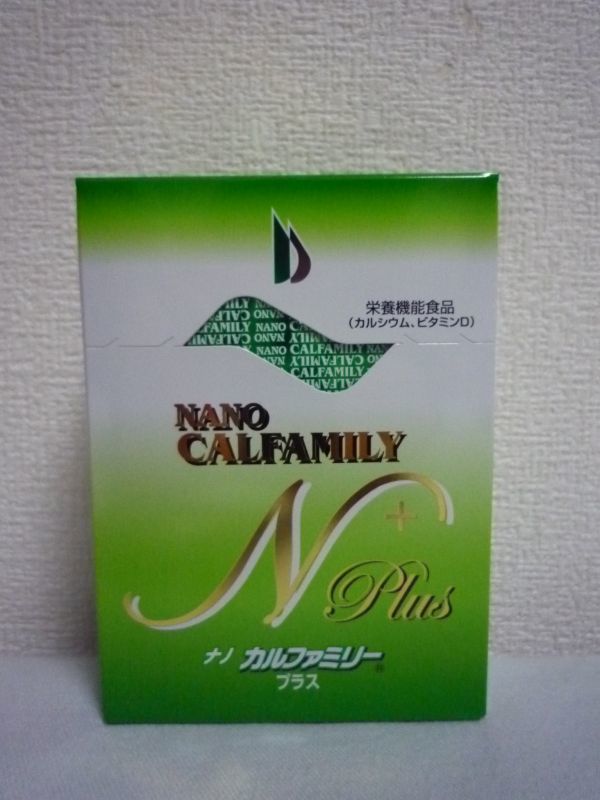 栄養機能食品
(カルシウム、ビタミンD)
NANO
CALFAMILY
N+
Plus
ナノ カルファミリー®
プラス